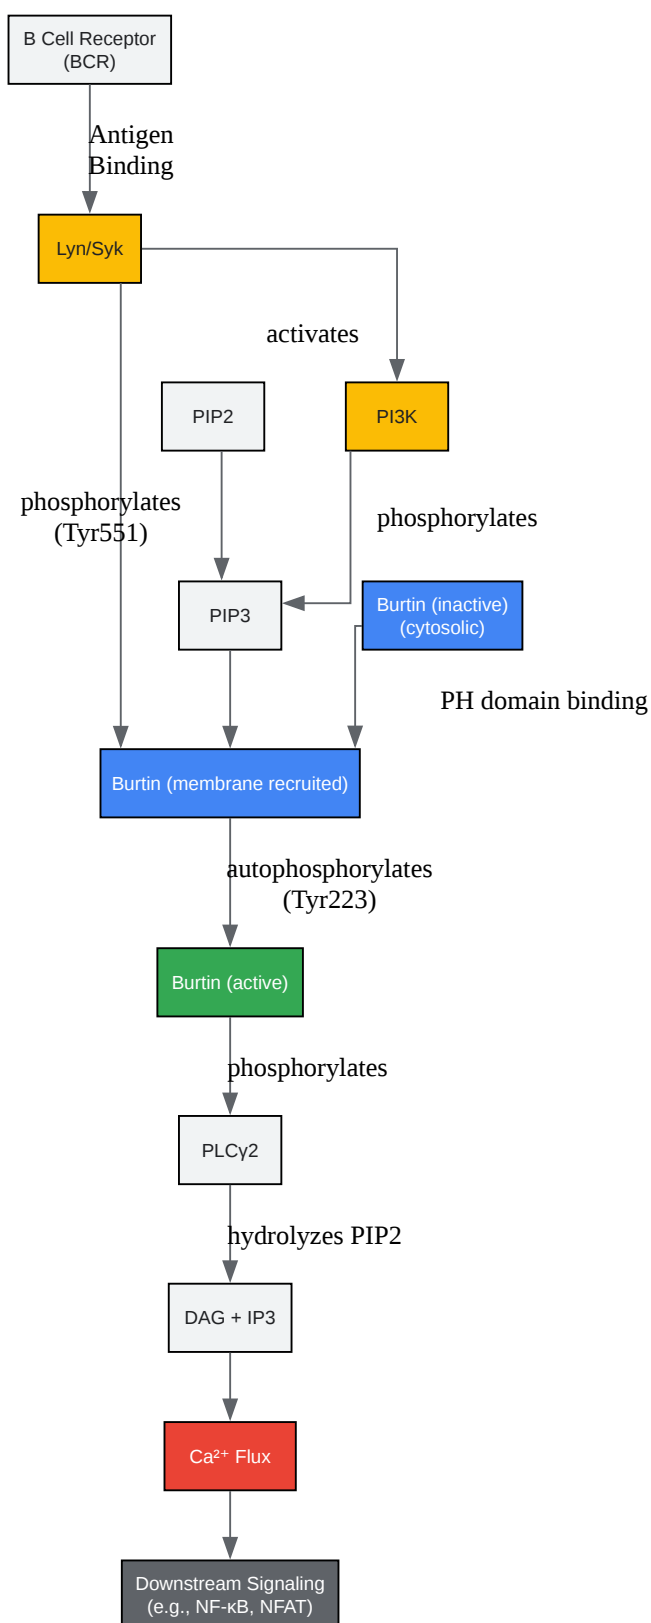 B Cell Receptor
(BCR)
Antigen
Binding
Lyn/Syk
activates
PIP2
PI3K
phosphorylates
(Tyr551)
phosphorylates
PIP3
Burtin (inactive)
(cytosolic)
PH domain binding
Burtin (membrane recruited)
autophosphorylates
(Tyr223)
Burtin (active)
phosphorylates
PLCγ2
hydrolyzes PIP2
DAG + IP3
Ca²⁺ Flux
Downstream Signaling
(e.g., NF-κB, NFAT)